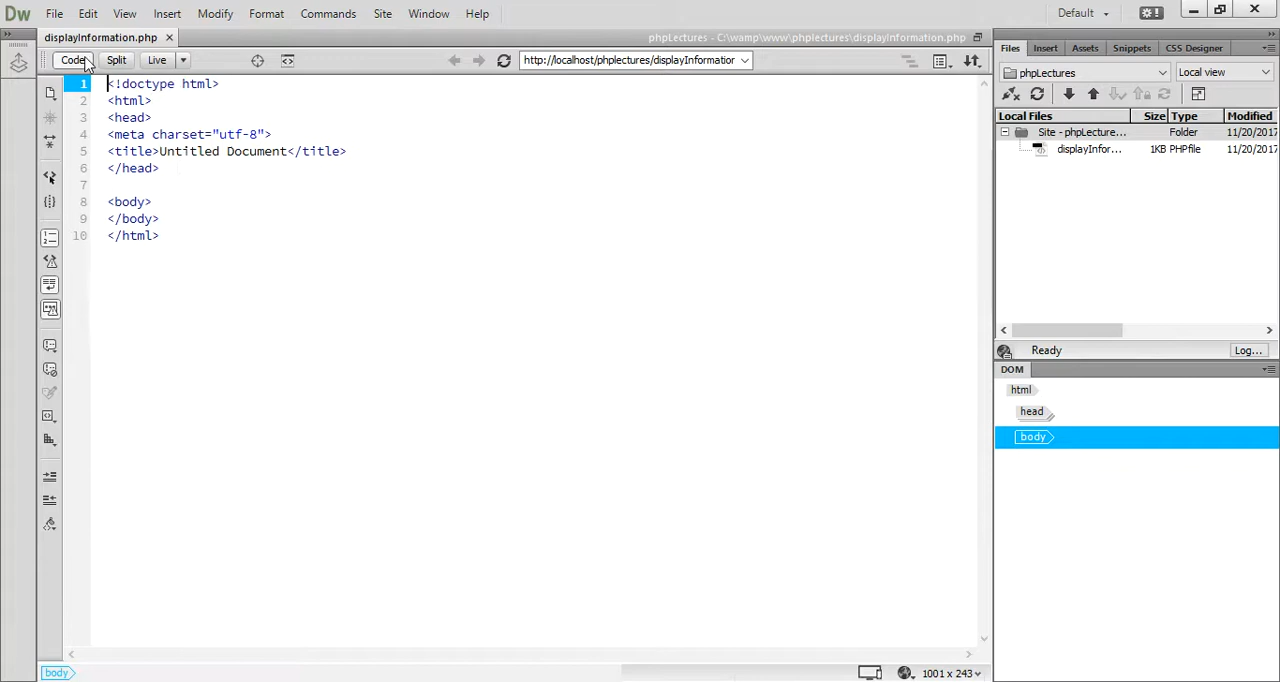 Dw File Edit View Insert Modify Format Commands Site Window Help Default
displayInformation.php × phpLectures - C:\wamp\www\phplectures\displayInformation.php
Code Split Live http://localhost/phplectures/displayInformation
1 <!doctype html>
2 <html>
3 <head>
4 <meta charset="utf-8">
5 <title>Untitled Document</title>
6 </head>
7
8 <body>
9 </body>
10 </html>
body
1001 x 243
Files Insert Assets Snippets CSS Designer
phpLectures Local view
Local Files Size Type Modified
Site - phpLecture... Folder 11/20/2017
displayInfor... 1KB PHPfile 11/20/2017
Ready Log...
DOM
html
head
body